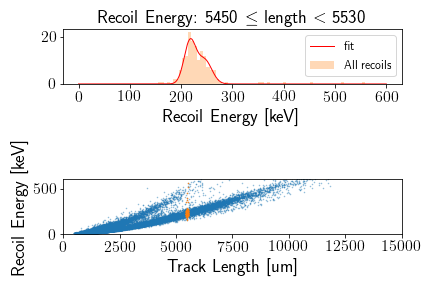 Recoil Energy: 5450 ≤ length < 5530
20
0
fit
All recoils
0 100 200 300 400 500 600
Recoil Energy [keV]
Recoil Energy [keV]
500
0
0 2500 5000 7500 10000 12500 15000
Track Length [um]